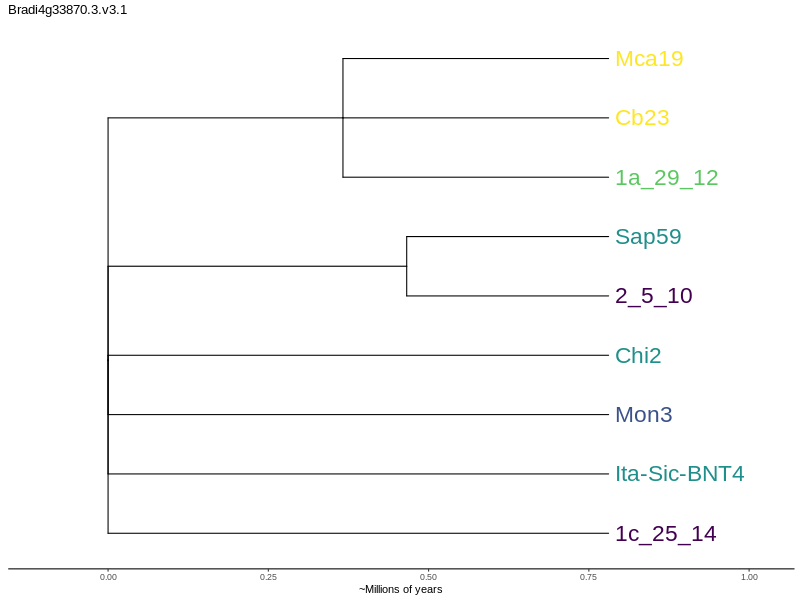 Bradi4g33870.3.v3.1
Mca19
Cb23
1a_29_12
Sap59
2_5_10
Chi2
Mon3
Ita-Sic-BNT4
1c_25_14
0.00 0.25 0.50 0.75 1.00
~Millions of years